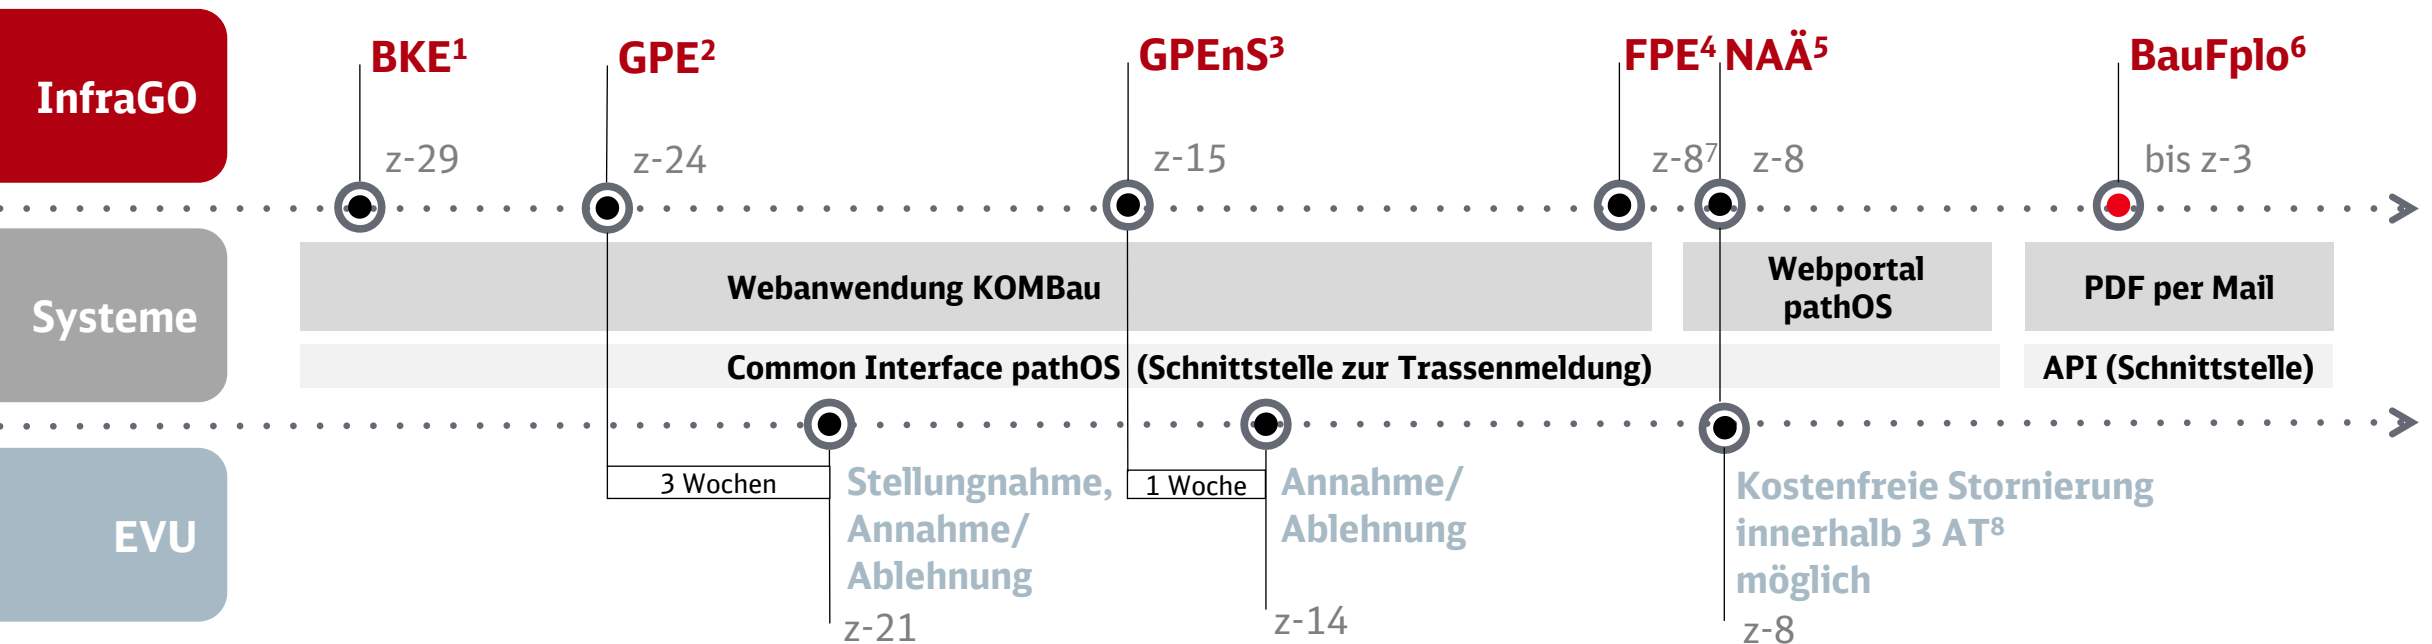 InfraGO
BKE¹
GPE²
GPEnS³
FPE⁴ NAÄ⁵
BauFplo⁶
z-29
z-24
z-15
z-8⁷
z-8
bis z-3
Systeme
Webanwendung KOMBau
Webportal
pathOS
PDF per Mail
Common Interface pathOS (Schnittstelle zur Trassenmeldung)
API (Schnittstelle)
EVU
3 Wochen
Stellungnahme,
Annahme/
Ablehnung
z-21
1 Woche
Annahme/
Ablehnung
z-14
Kostenfreie Stornierung
innerhalb 3 AT⁸
möglich
z-8